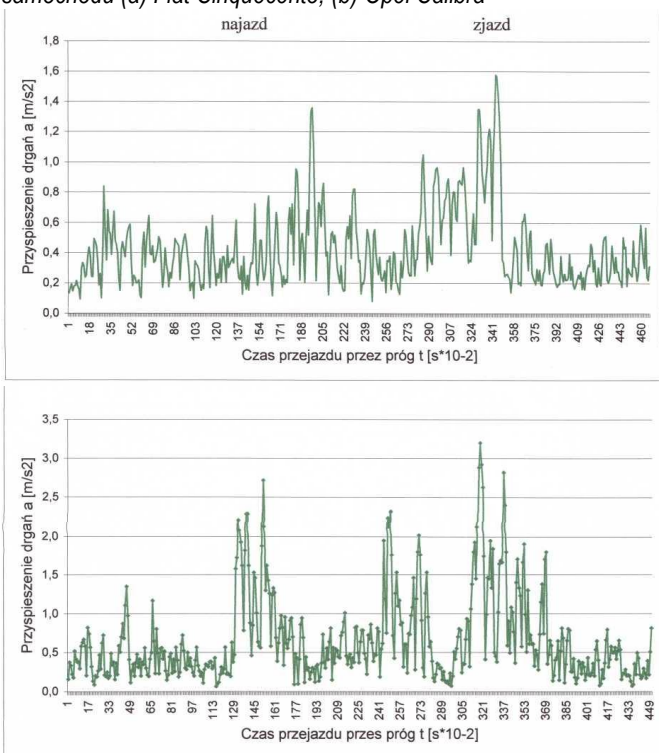 samochodu (a) Fiat Cinquecento, (b) Opel Calibra
najazd zjazd
Przyspieszenie drgań a [m/s2]
1,8
1,6
1,4
1,2
1,0
0,8
0,6
0,4
0,2
0,0
1 18 35 52 69 86 103 120 137 154 171 188 205 222 239 256 273 290 307 324 341 358 375 392 409 426 443 460
Czas przejazdu przez próg t [s*10-2]
Przyspieszenie drgań a [m/s2]
3,5
3,0
2,5
2,0
1,5
1,0
0,5
0,0
1 17 33 49 65 81 97 113 129 145 161 177 193 209 225 241 257 273 289 305 321 337 353 369 385 401 417 433 449
Czas przejazdu przes próg t [s*10-2]